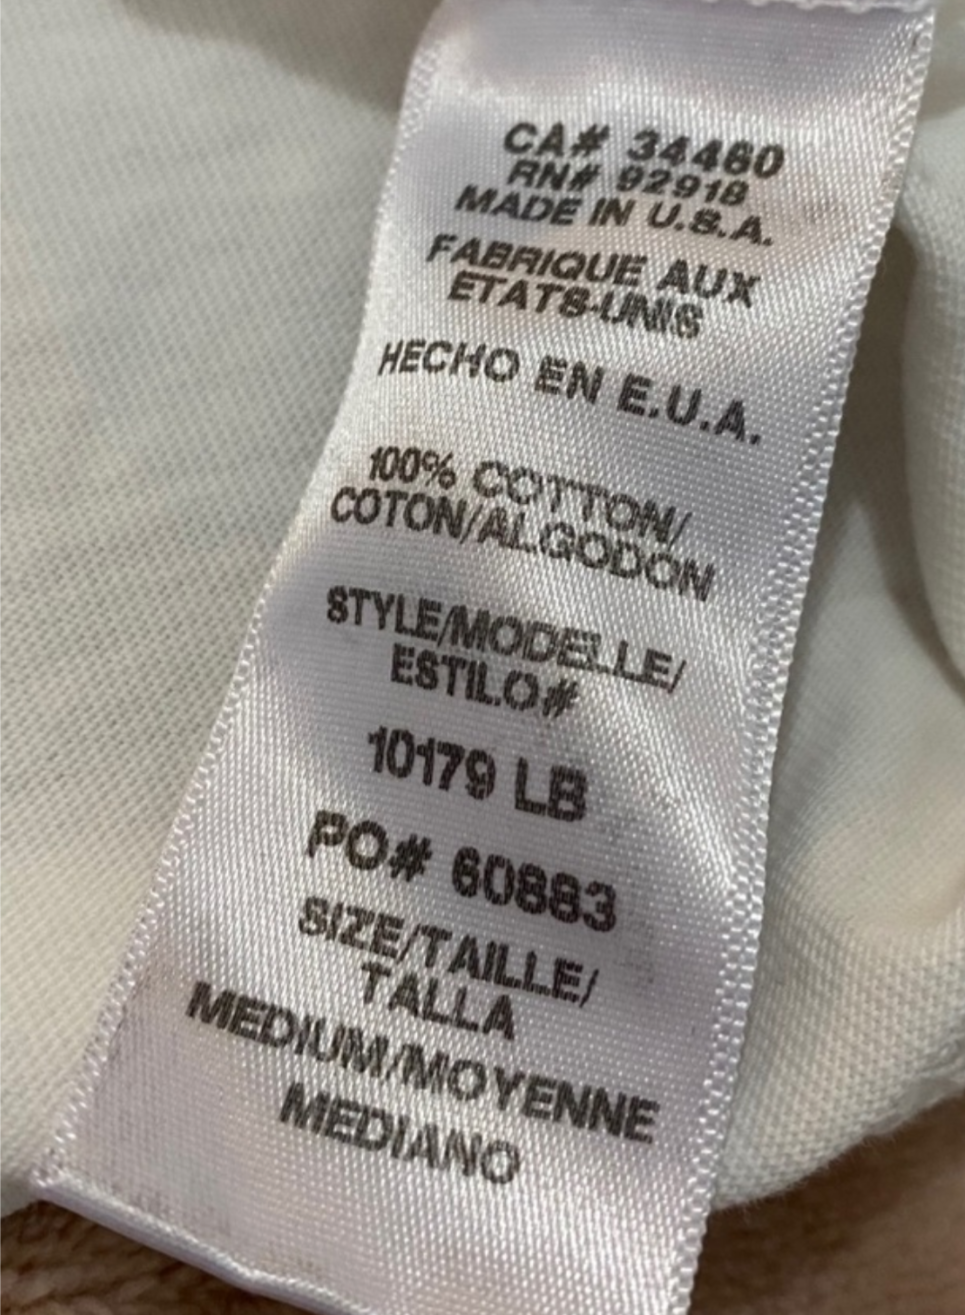 CA# 34460
RN# 92918
MADE IN U.S.A.
FABRIQUE AUX
ETATS-UNIS
HECHO EN E.U.A.
100% COTTON/
COTON/ALGODON
STYLE/MODELLE/
ESTILO#
10179 LB
PO# 60883
SIZE/TAILLE/
TALLA
MEDIUM/MOYENNE
MEDIANO